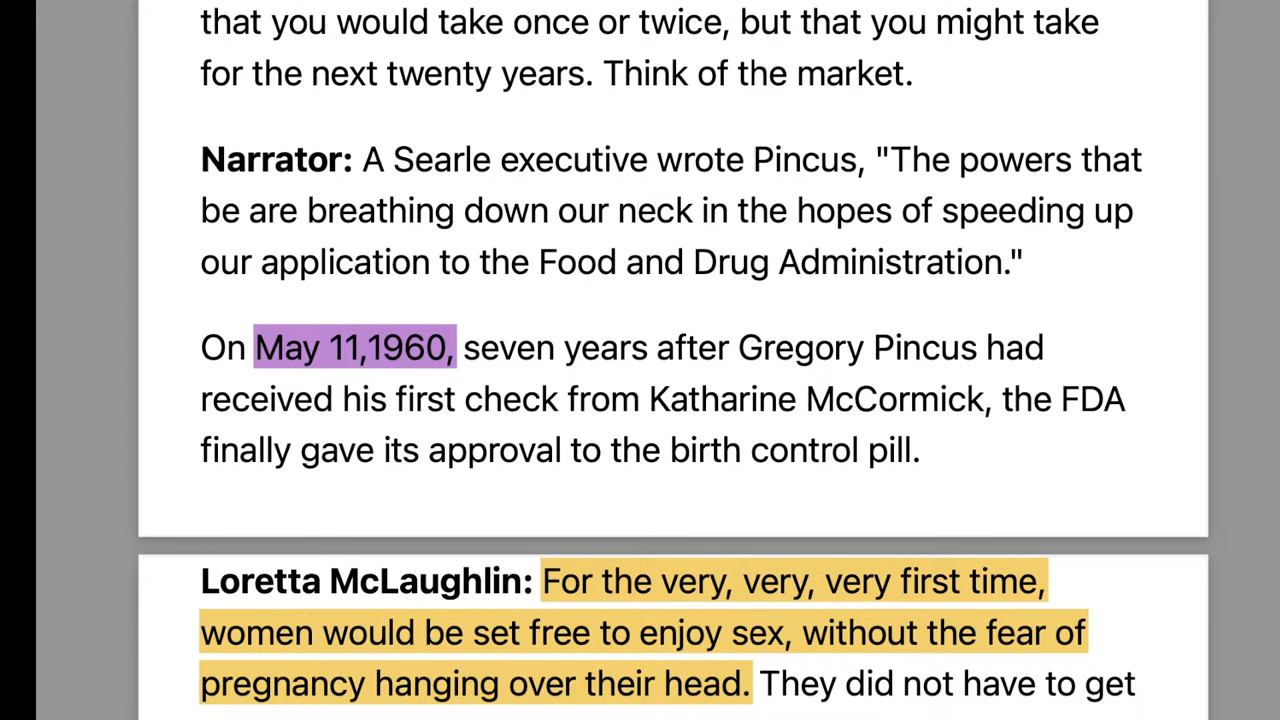 that you would take once or twice, but that you might take
for the next twenty years. Think of the market.
Narrator: A Searle executive wrote Pincus, "The powers that
be are breathing down our neck in the hopes of speeding up
our application to the Food and Drug Administration."
On May 11,1960, seven years after Gregory Pincus had
received his first check from Katharine McCormick, the FDA
finally gave its approval to the birth control pill.
Loretta McLaughlin: For the very, very, very first time,
women would be set free to enjoy sex, without the fear of
pregnancy hanging over their head. They did not have to get